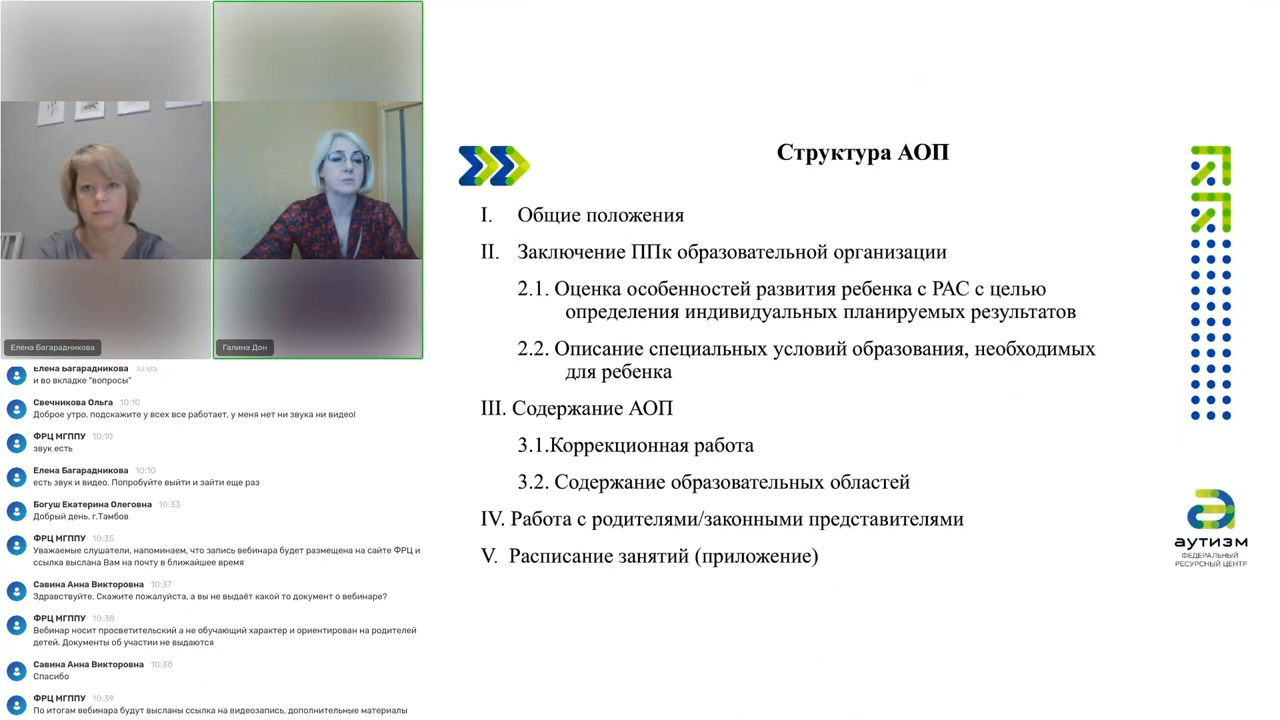 Елена Багарадникова
Галина Дон
Елена Багарадникова 10:05
и во вкладке "вопросы"
Свечникова Ольга 10:10
Доброе утро, подскажите у всех все работает, у меня нет ни звука ни видео!
ФРЦ МГППУ 10:10
звук есть
Елена Багарадникова 10:10
есть звук и видео. Попробуйте выйти и зайти еще раз
Богуш Екатерина Олеговна 10:33
Добрый день. г.Тамбов
ФРЦ МГППУ 10:35
Уважаемые слушатели, напоминаем, что запись вебинара будет размещена на сайте ФРЦ и
ссылка выслана Вам на почту в ближайшее время
Савина Анна Викторовна 10:37
Здравствуйте. Скажите пожалуйста, а вы не выдаёт какой то документ о вебинаре?
ФРЦ МГППУ 10:38
Вебинар носит просветительский а не обучающий характер и ориентирован на родителей
детей. Документы об участии не выдаются
Савина Анна Викторовна 10:38
Спасибо
ФРЦ МГППУ 10:39
По итогам вебинара будут высланы ссылка на видеозапись, дополнительные материалы
Структура АОП
I. Общие положения
II. Заключение ППк образовательной организации
2.1. Оценка особенностей развития ребенка с РАС с целью
определения индивидуальных планируемых результатов
2.2. Описание специальных условий образования, необходимых
для ребенка
III. Содержание АОП
3.1.Коррекционная работа
3.2. Содержание образовательных областей
IV. Работа с родителями/законными представителями
V. Расписание занятий (приложение)
аутизм
ФЕДЕРАЛЬНЫЙ
РЕСУРСНЫЙ ЦЕНТР